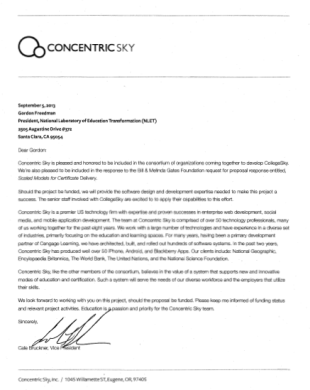 CONCENTRIC SKY
September 5, 2013
Gordon Freedman
President, National Laboratory of Education Transformation (NLET)
Santa Clara, CA 95054
Dear Gordon:
Concentric Sky is pleased and honored to be included in the consortium of organizations coming together to develop CollegeSky.
We're also pleased to be included in the response to the Bill & Melinda Gates Foundation request for proposal response entitled,
Scaled Models for Certificate Delivery.
Should the project be funded, we will provide the software design and development expertise needed to make this project a
success. The senior staff involved with CollegeSky are excited to apply their capabilities to this effort.
Concentric Sky is a premier US technology firm with expertise and proven successes in enterprise web development, social
media, and mobile application development. The team at Concentric Sky is comprised of over 50 technology professionals, many
of us working together for the past eight years. We work with a large number of technologies and have experience in a diverse set
of industries, primarily focusing on the education and learning spaces. For many years, having been a primary development
partner of Cengage Learning, we have architected, built, and rolled out hundreds of software systems. In the past two years,
Concentric Sky has produced well over 50 iPhone, Android, and Blackberry Apps. Our clients include: National Geographic,
Encyclopaedia Britannica, The World Bank, The United Nations, and the National Science Foundation.
Concentric Sky, like the other members of the consortium, believes in the value of a system that supports new and innovative
modes of education and certification. Such a system will serve the needs of our diverse workforce and the employers that utilize
their skills.
We look forward to working with you on this project, should the proposal be funded. Please keep me informed of funding status
and relevant project activities. Education is a passion and priority for the Concentric Sky team.
Sincerely,
Cale Bruckner, Vice President
Concentric Sky, Inc. / 1045 Willamette ST, Eugene, OR, 97401